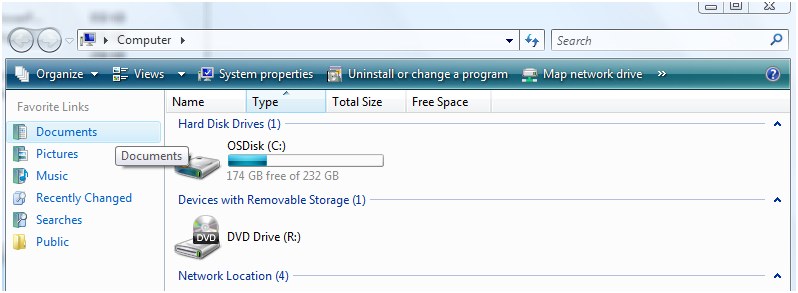 Computer
Search
Organize Views System properties Uninstall or change a program Map network drive »
Favorite Links
Documents
Pictures
Music
Recently Changed
Searches
Public
Documents
Name Type Total Size Free Space
Hard Disk Drives (1)
OSDisk (C:)
174 GB free of 232 GB
Devices with Removable Storage (1)
DVD
DVD Drive (R:)
Network Location (4)